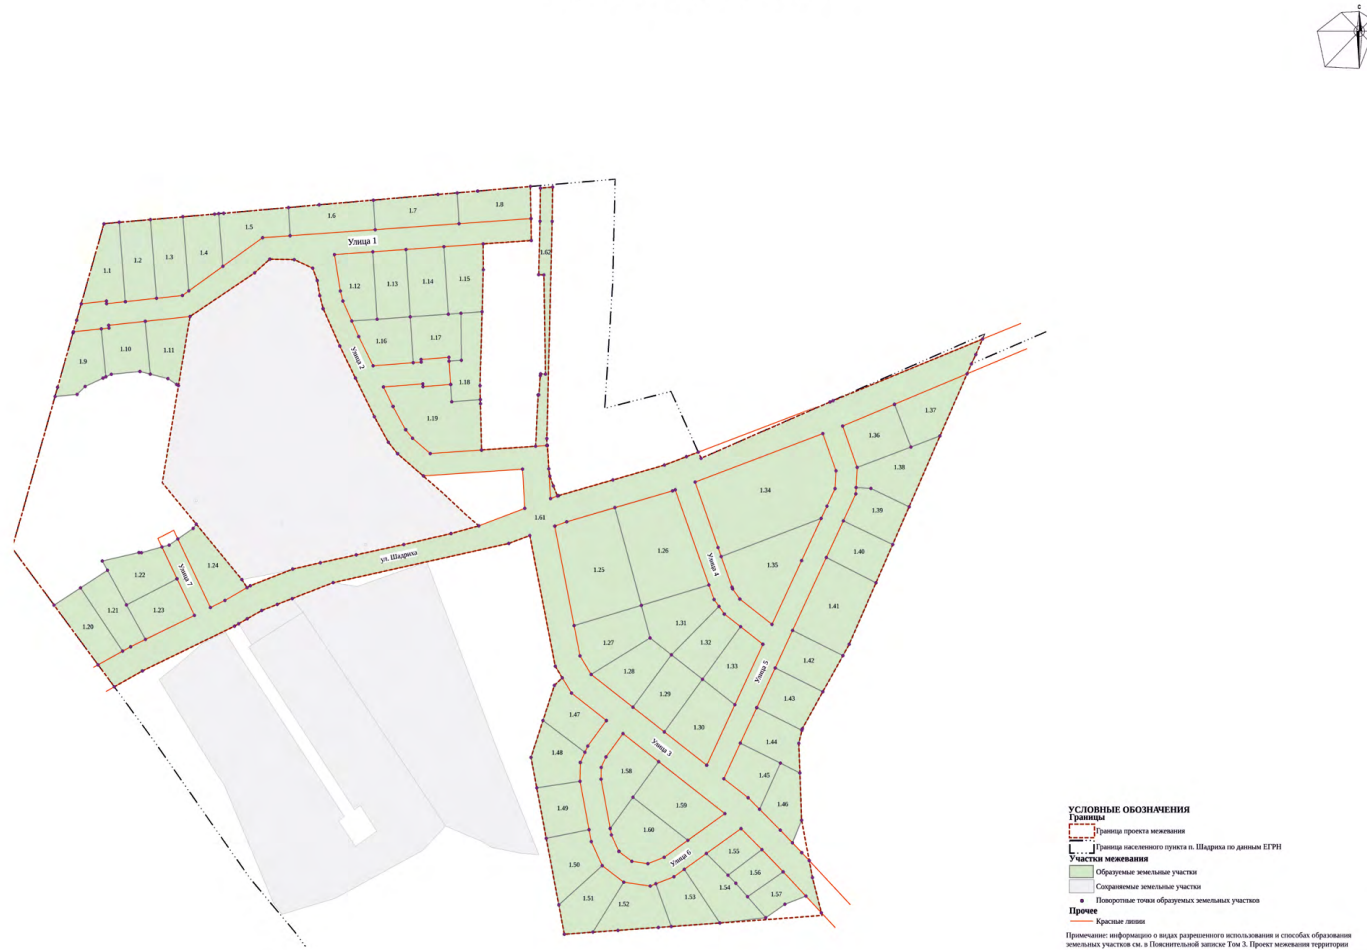 С
1.8
1.7
1.6
1.5
Улица 1
1.62
1.4
1.3
1.2
1.1
1.15
1.14
1.13
1.12
1.17
1.16
1.11
1.10
1.9
Улица 2
1.18
1.19
1.37
1.36
1.38
1.34
1.39
1.61
ул. Шадриха
1.26
1.40
1.25
Улица 4
1.35
1.24
Улица 7
1.22
1.41
1.21
1.23
1.20
1.31
1.32
1.27
1.33
1.42
Улица 5
1.28
1.29
1.43
1.47
1.30
1.44
Улица 3
1.48
1.58
1.45
1.46
1.59
1.49
1.60
1.55
Улица 6
1.50
1.56
1.54
1.57
1.51
1.52
1.53
УСЛОВНЫЕ ОБОЗНАЧЕНИЯ
Границы
Граница проекта межевания
Граница населенного пункта п. Шадриха по данным ЕГРН
Участки межевания
Образуемые земельные участки
Сохраняемые земельные участки
Поворотные точки образуемых земельных участков
Прочее
Красные линии
Примечание: информацию о видах разрешенного использования и способах образования
земельных участков см. в Пояснительной записке Том 3. Проект межевания территории